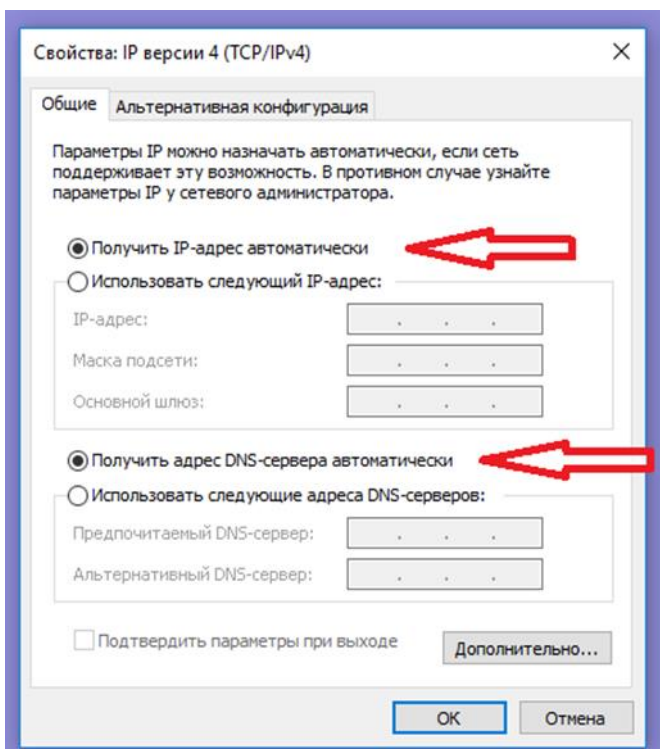 Свойства: IP версии 4 (TCP/IPv4)
Общие
Альтернативная конфигурация
Параметры IP можно назначать автоматически, если сеть
поддерживает эту возможность. В противном случае узнайте
параметры IP у сетевого администратора.
Получить IP-адрес автоматически
Использовать следующий IP-адрес:
IP-адрес:
Маска подсети:
Основной шлюз:
Получить адрес DNS-сервера автоматически
Использовать следующие адреса DNS-серверов:
Предпочитаемый DNS-сервер:
Альтернативный DNS-сервер:
Подтвердить параметры при выходе
Дополнительно...
ОК
Отмена